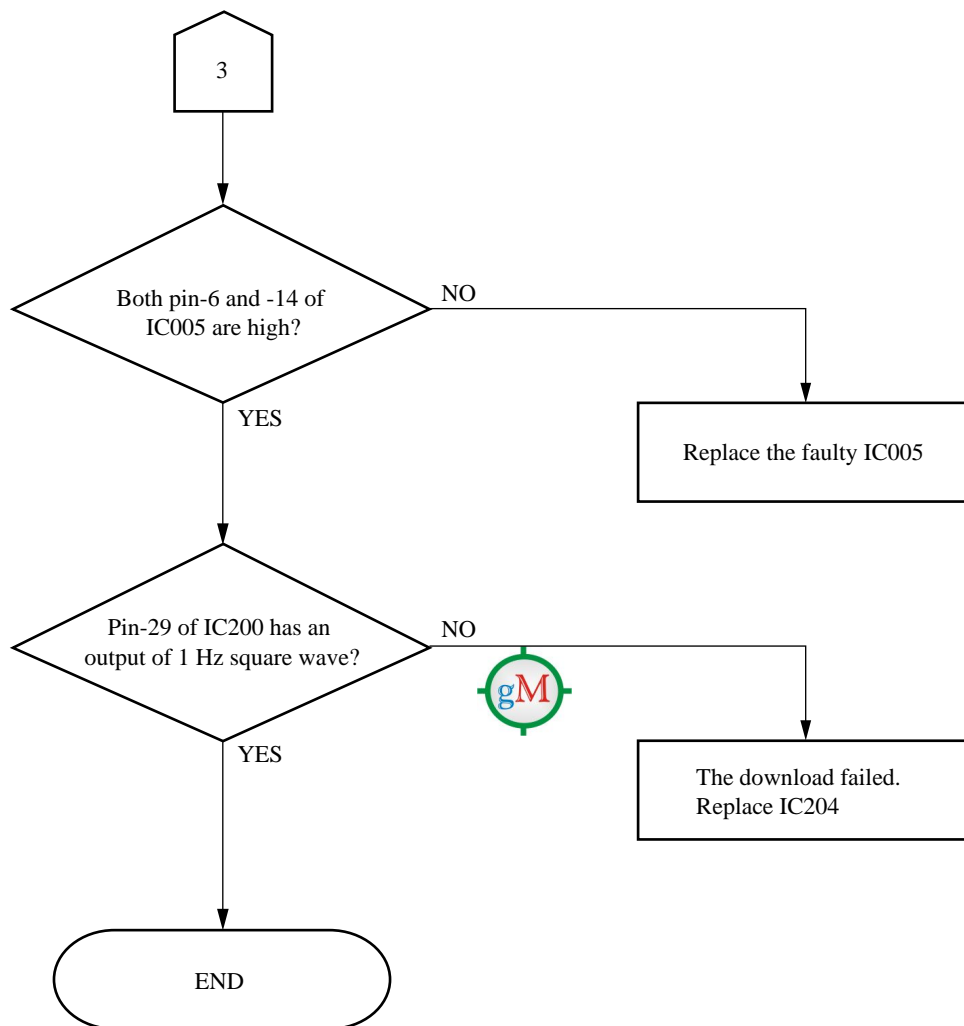 3
Both pin-6 and -14 of
IC005 are high?
NO
YES
Replace the faulty IC005
Pin-29 of IC200 has an
output of 1 Hz square wave?
NO
gM
YES
The download failed.
Replace IC204
END